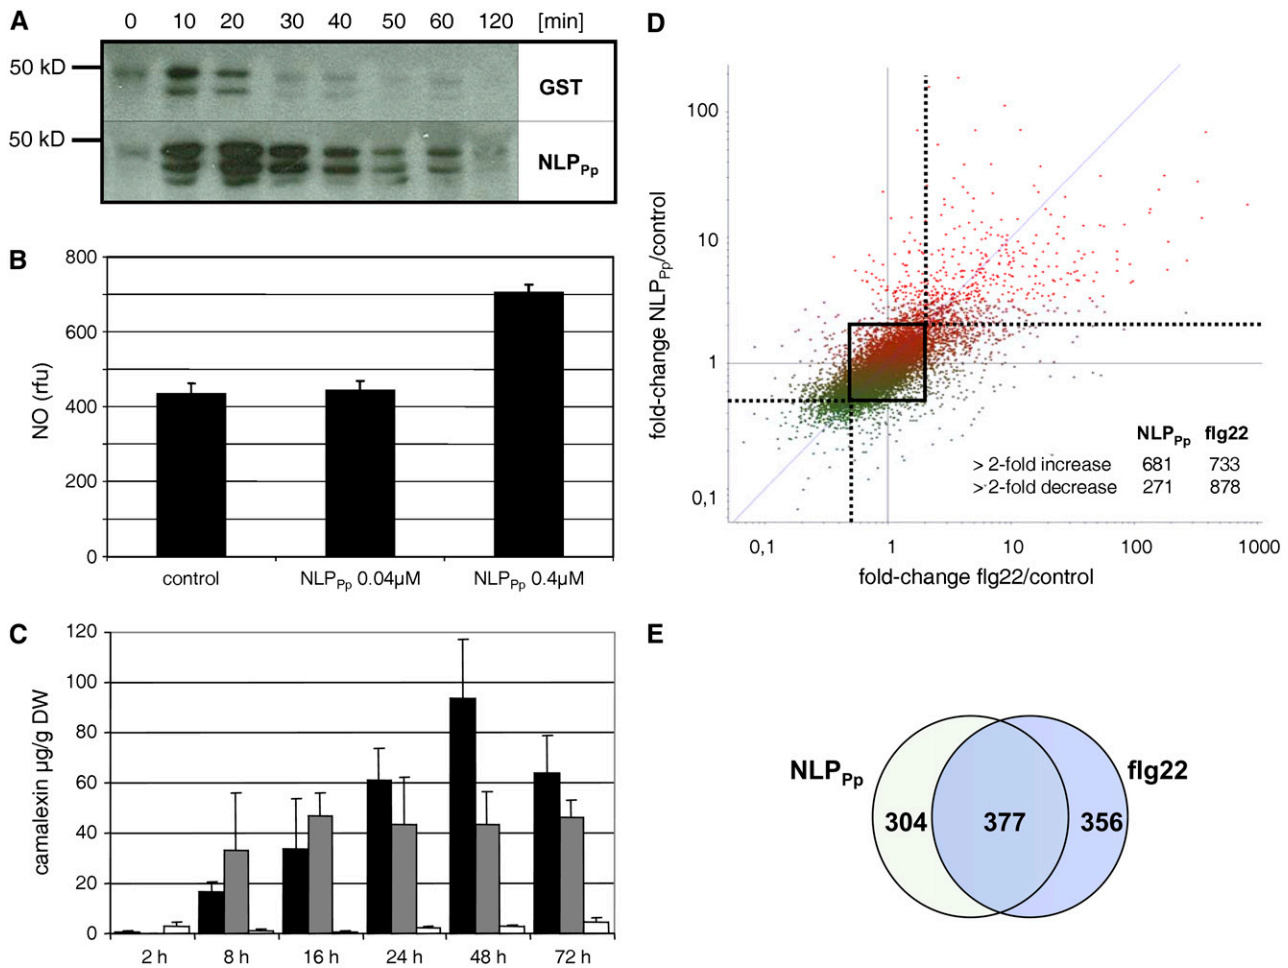 A
0 10 20 30 40 50 60 120 [min]
50 kD
GST
50 kD
NLPPp
B
NO (rfu)
800
600
400
200
0
control NLPPp 0.04µM NLPPp 0.4µM
C
camalexin µg/g DW
120
100
80
60
40
20
0
2 h 8 h 16 h 24 h 48 h 72 h
D
fold-change NLPPp/control
100
10
1
0,1
NLPPp flg22
> 2-fold increase 681 733
> 2-fold decrease 271 878
0,1 1 10 100 1000
fold-change flg22/control
E
NLPPp flg22
304 377 356